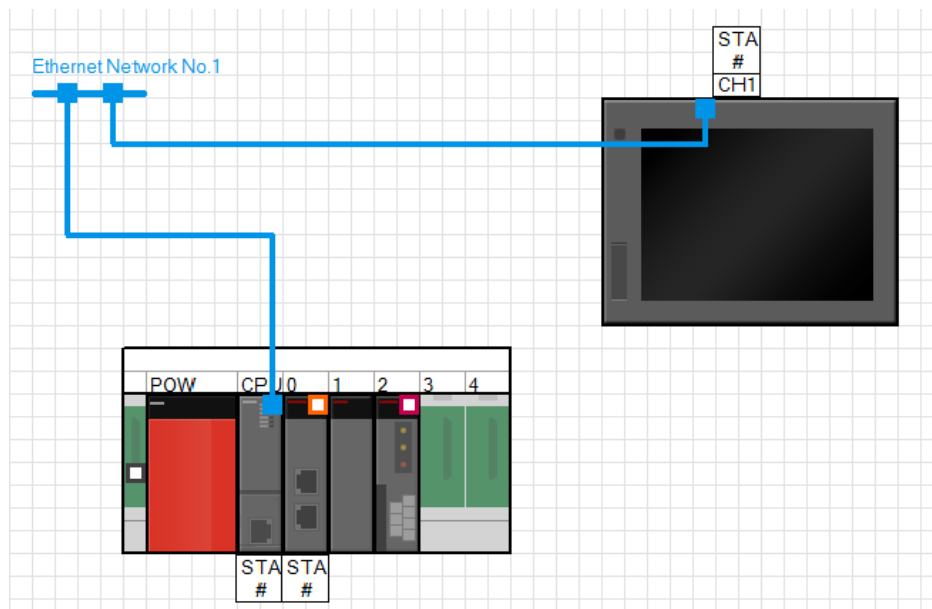 STA
#
CH1
Ethernet Network No.1
POW CPU 0 1 2 3 4
STA STA
# #